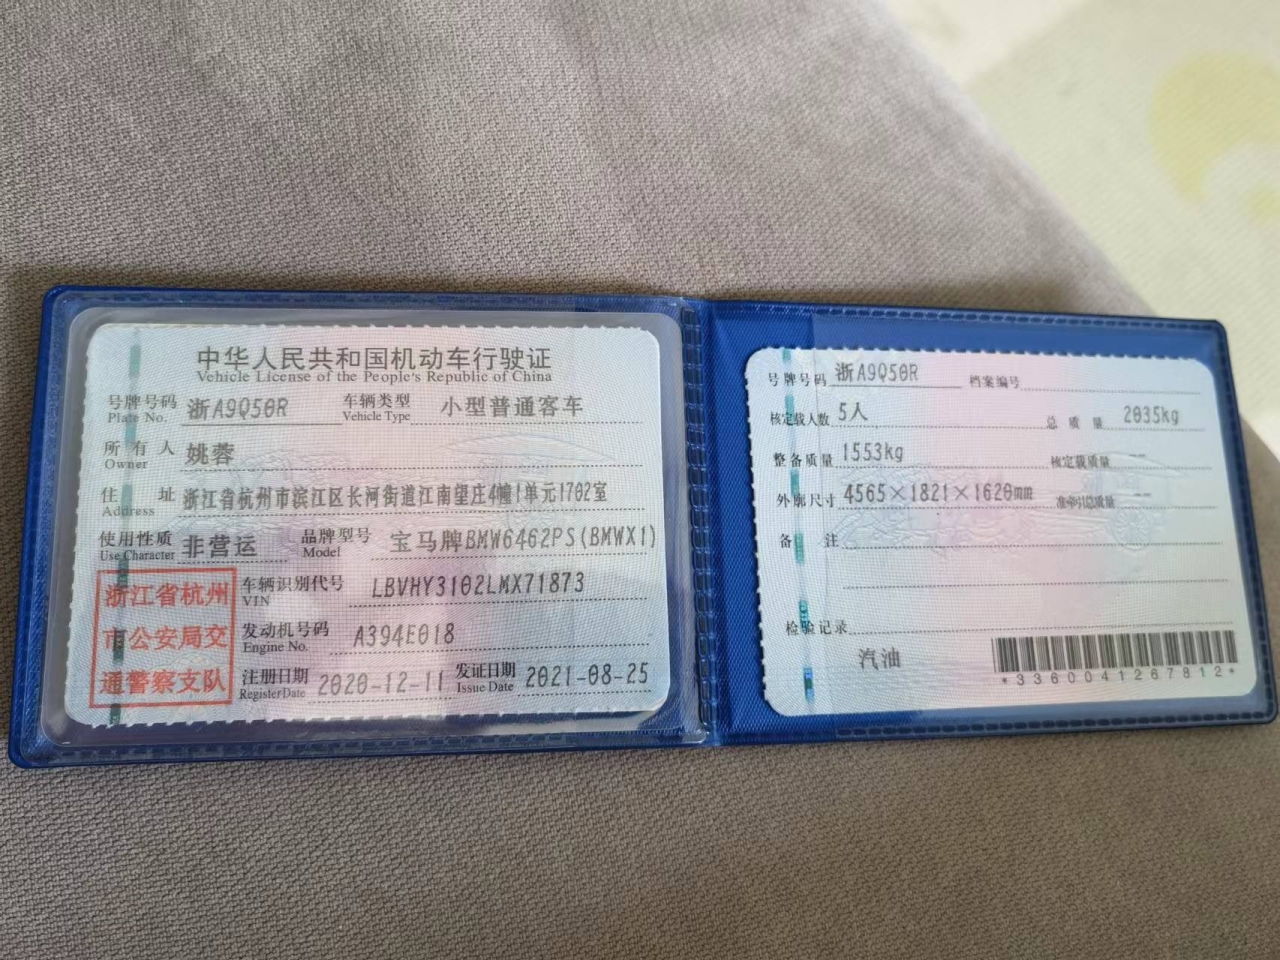 中华人民共和国机动车行驶证
Vehicle License of the People's Republic of China
号牌号码 浙A9Q50R 车辆类型 小型普通客车
Plate No. Vehicle Type
所有人 姚蓉
Owner
住址 浙江省杭州市滨江区长河街道江南望庄4幢1单元1702室
Address
使用性质 非营运 品牌型号 宝马牌BMW6462PS(BMWX1)
Use Character Model
浙江省杭州
市公安局交
通警察支队
车辆识别代号 LBVHY3102LMX71873
VIN
发动机号码 A394E018
Engine No.
注册日期 2020-12-11 发证日期 2021-08-25
Register Date Issue Date
号牌号码 浙A9Q50R 档案编号
核定载人数 5人 总质量 2035kg
整备质量 1553kg 核定载质量 --
外廓尺寸 4565×1821×1620mm 准牵引总质量 --
备注
检验记录
汽油
*3360041267812*